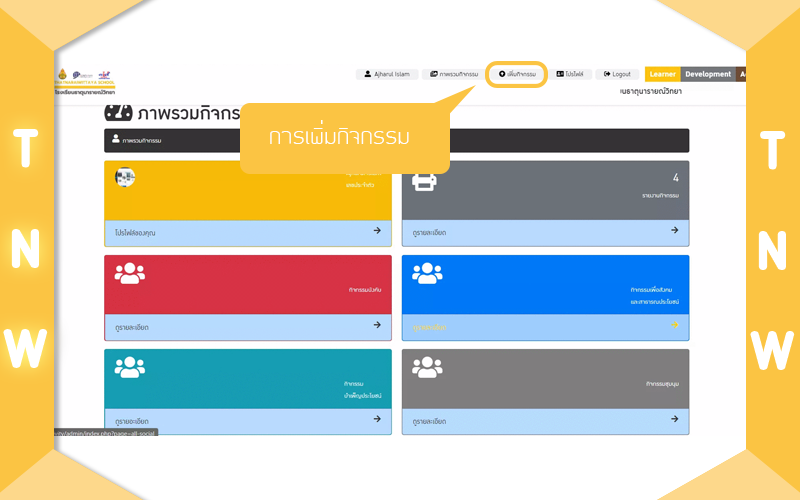 T
N
W
T
N
W
Ajharul Islam
ภาพรวมกิจกรรม
เพิ่มกิจกรรม
โปรไฟล์
Logout
Learner
Development
โรงเรียนธาตุนารายณ์วิทยา
นธาตุนารายณ์วิทยา
ภาพรวมกิจกร
การเพิ่มกิจกรรม
ภาพรวมกิจกรรม
โปรไฟล์ของคุณ
4
รายงานกิจกรรม
ดูรายละเอียด
กิจกรรมบังคับ
ดูรายละเอียด
กิจกรรมเพื่อสังคม
และสาธารณประโยชน์
ดูรายละเอียด
กิจกรรม
บำเพ็ญประโยชน์
ดูรายละเอียด
กิจกรรมชุมนุม
ดูรายละเอียด
vity/admin/index.php?page=all-social